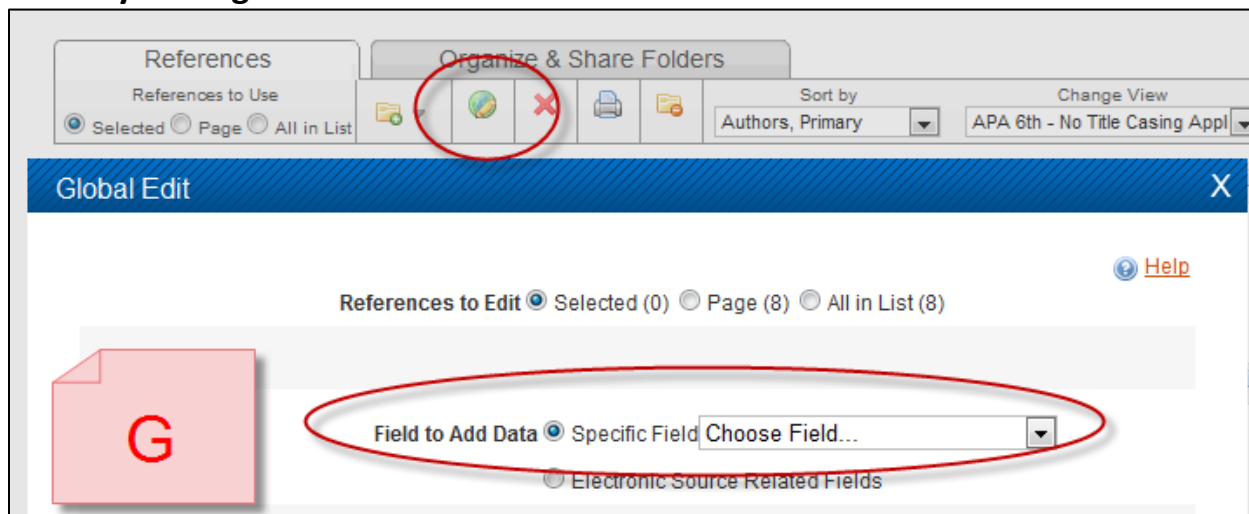 References Organize & Share Folders
References to Use Sort by Change View
Selected Page All in List Authors, Primary APA 6th - No Title Casing Appl
Global Edit X
Help
References to Edit Selected (0) Page (8) All in List (8)
G
Field to Add Data Specific Field Choose Field...
Electronic Source Related Fields